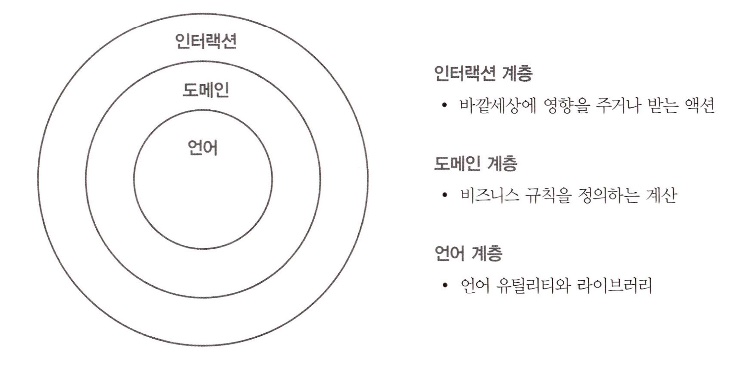 인터랙션
도메인
언어
인터랙션 계층
• 바깥세상에 영향을 주거나 받는 액션
도메인 계층
• 비즈니스 규칙을 정의하는 계산
언어 계층
• 언어 유틸리티와 라이브러리